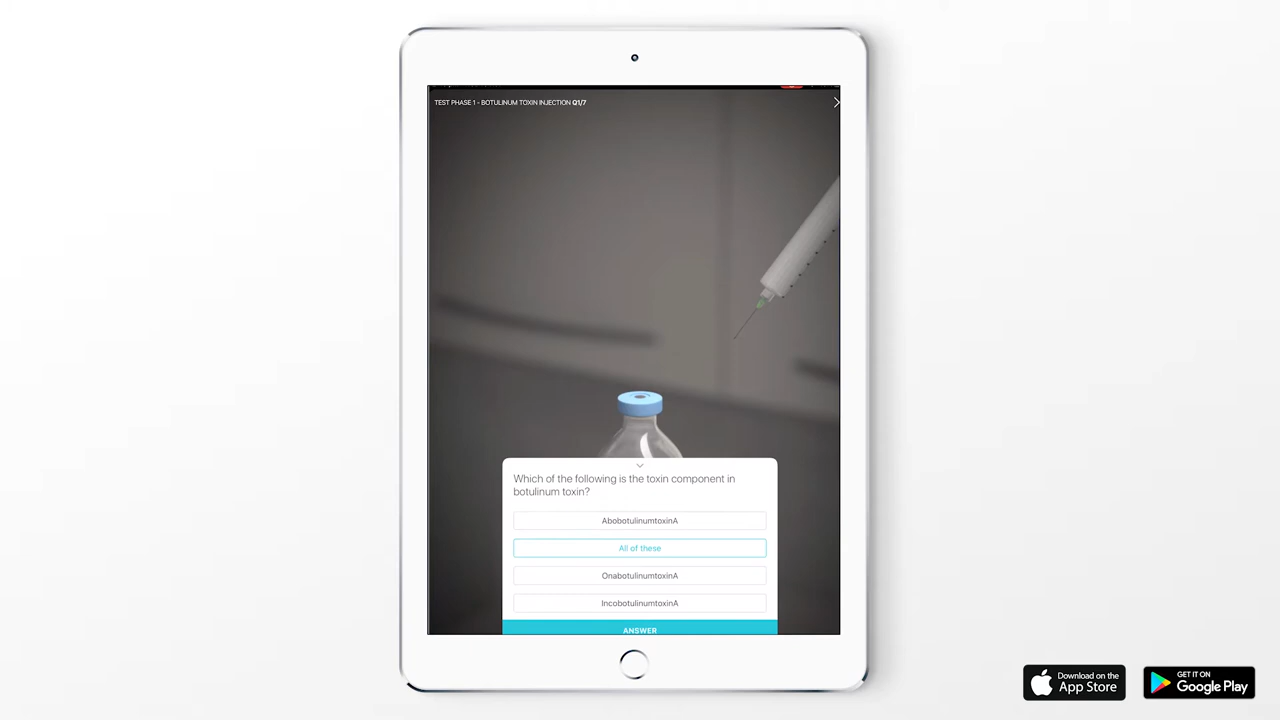 TEST PHASE 1 - BOTULINUM TOXIN INJECTION Q1/7
Which of the following is the toxin component in
botulinum toxin?
AbobotulinumtoxinA
All of these
OnabotulinumtoxinA
IncobotulinumtoxinA
ANSWER
Download on the
App Store
GET IT ON
Google Play